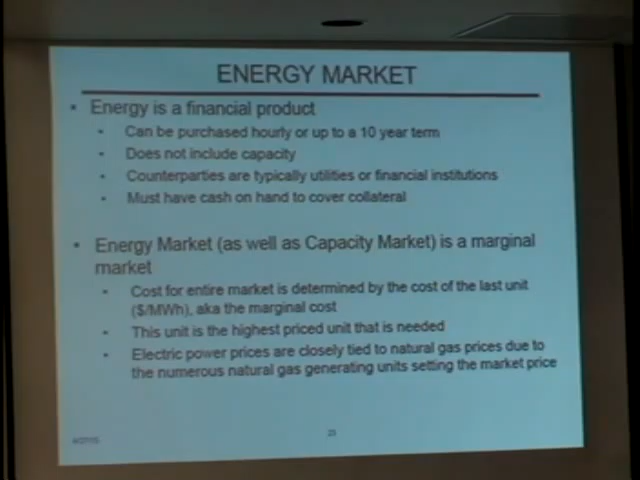 ENERGY MARKET
• Energy is a financial product
• Can be purchased hourly or up to a 10 year term
• Does not include capacity
• Counterparties are typically utilities or financial institutions
• Must have cash on hand to cover collateral
• Energy Market (as well as Capacity Market) is a marginal
market
• Cost for entire market is determined by the cost of the last unit
($/MWh), aka the marginal cost
• This unit is the highest priced unit that is needed
• Electric power prices are closely tied to natural gas prices due to
the numerous natural gas generating units setting the market price